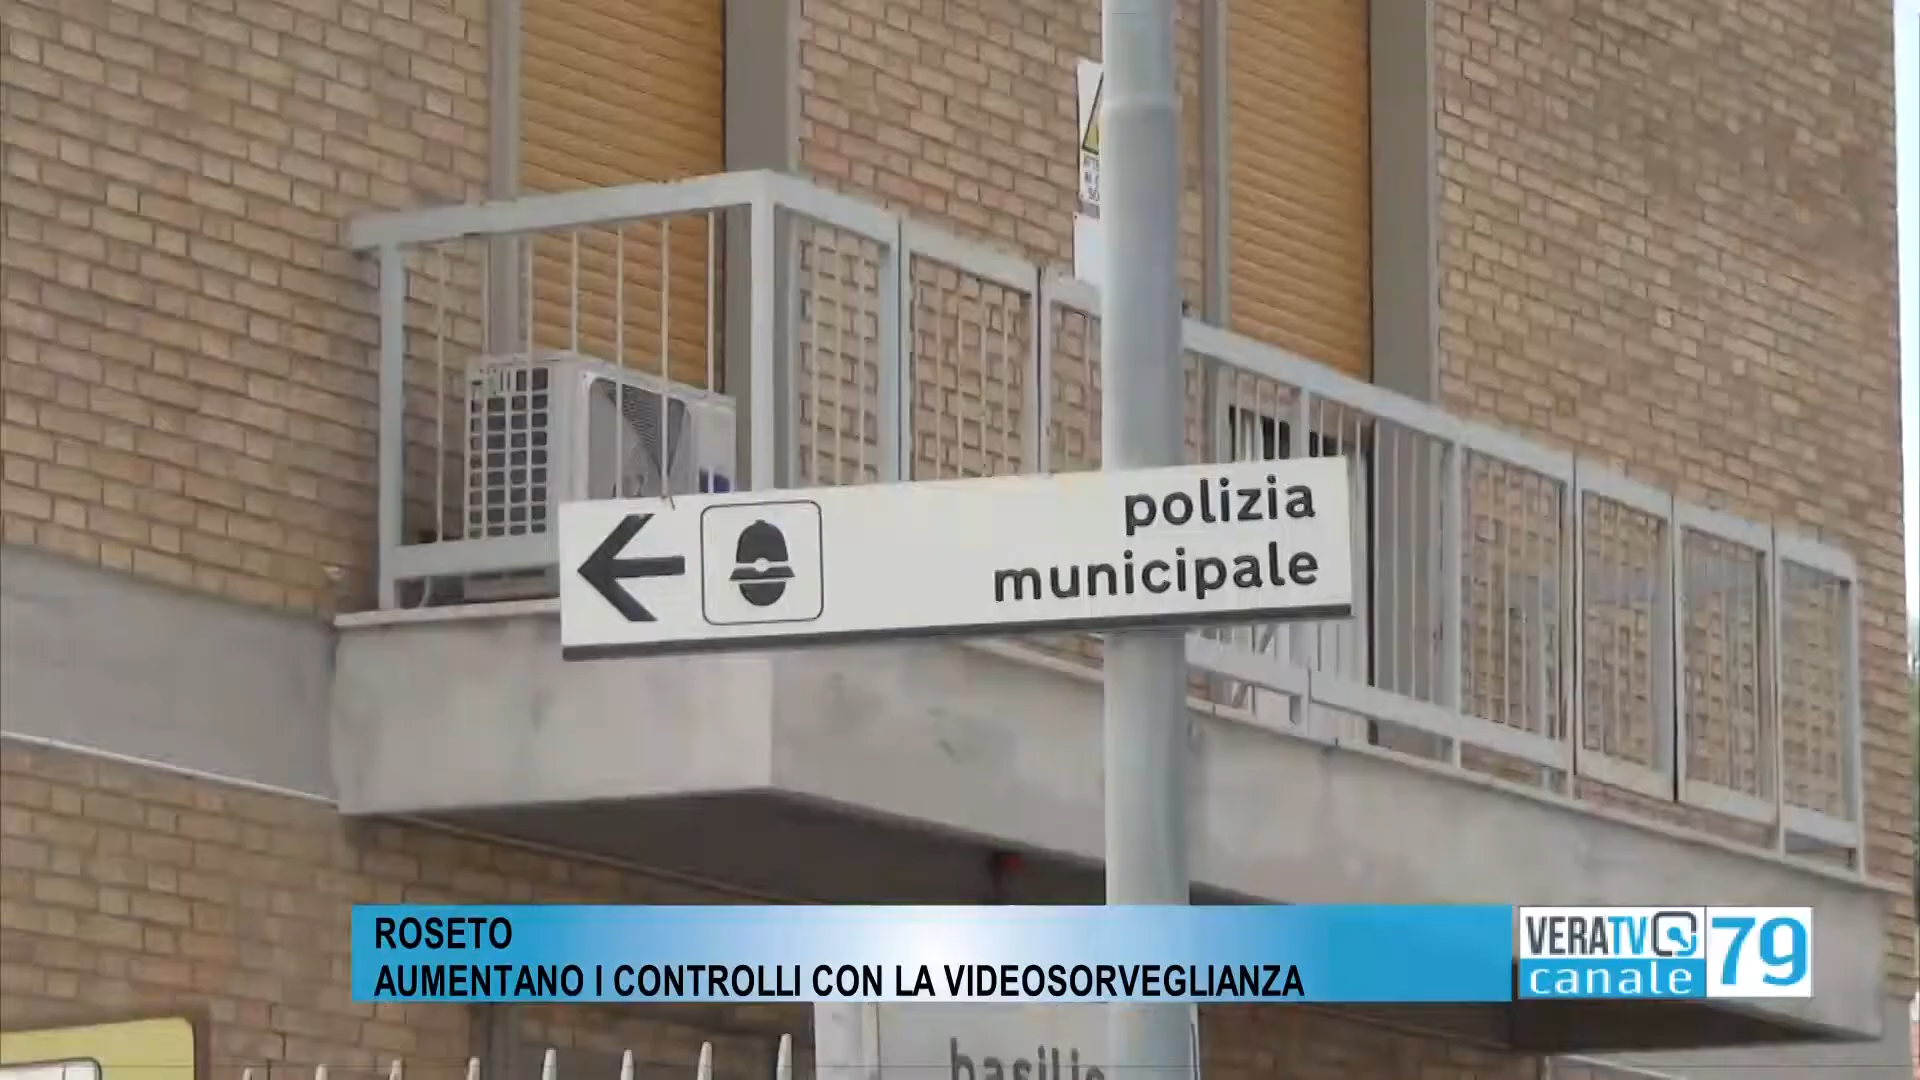 polizia
municipale
ROSETO
AUMENTANO I CONTROLLI CON LA VIDEOSORVEGLIANZA
VERATV
canale
79